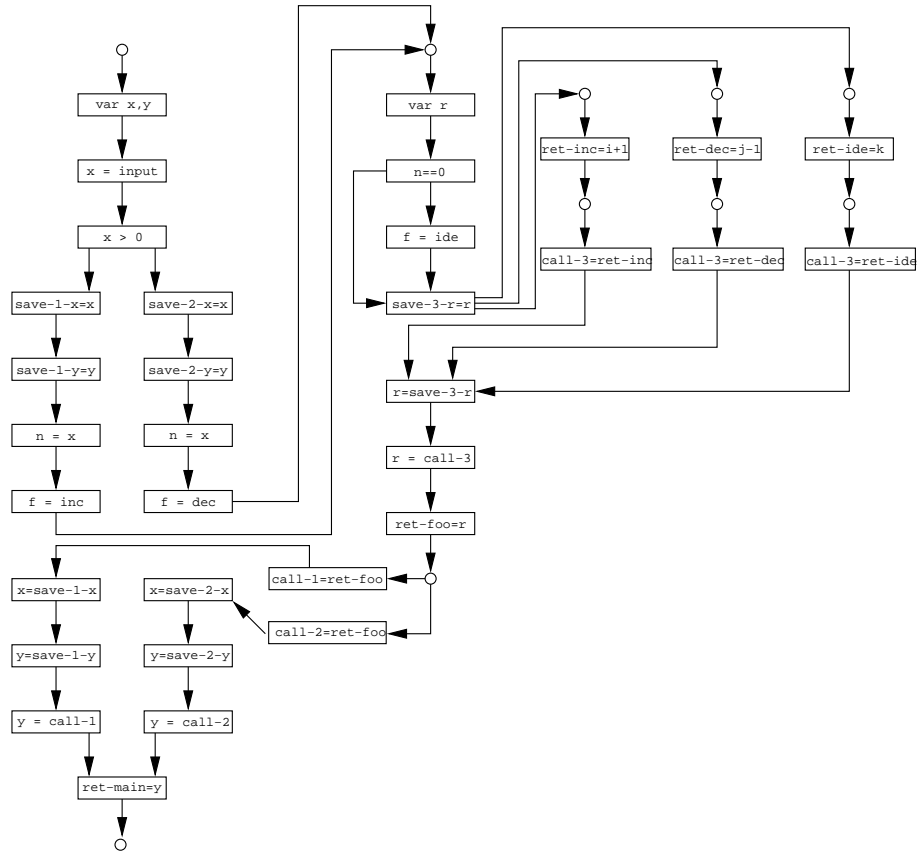 var x,y
x = input
x > 0
save-1-x=x
save-2-x=x
save-1-y=y
save-2-y=y
n = x
n = x
f = inc
f = dec
var r
n==0
f = ide
save-3-r=r
ret-inc=i+1
ret-dec=j-1
ret-ide=k
call-3=ret-inc
call-3=ret-dec
call-3=ret-ide
r=save-3-r
r = call-3
ret-foo=r
call-1=ret-foo
call-2=ret-foo
x=save-1-x
x=save-2-x
y=save-1-y
y=save-2-y
y = call-1
y = call-2
ret-main=y